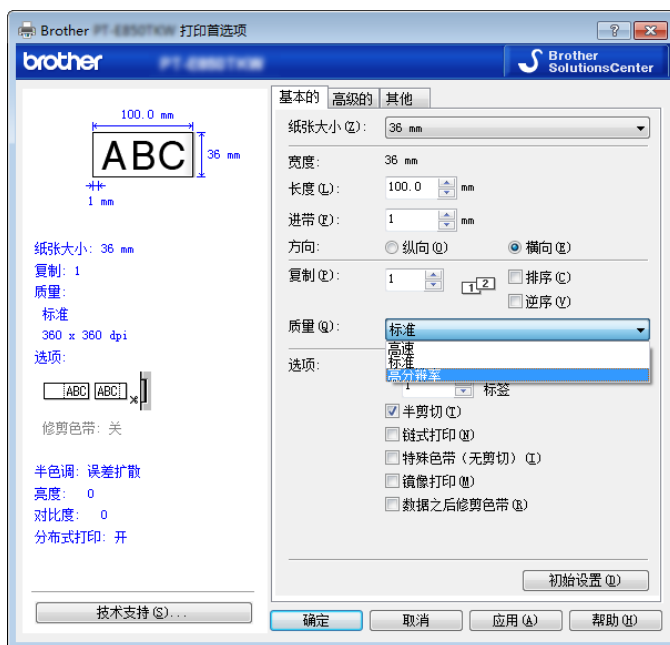 Brother 打印首选项
brother
Brother
SolutionsCenter
100.0 mm
ABC
36 mm
1 mm
纸张大小: 36 mm
复制: 1
质量:
标准
360 x 360 dpi
选项:
ABC ABC
修剪色带: 关
半色调: 误差扩散
亮度: 0
对比度: 0
分布式打印: 开
技术支持(S)...
基本的 高级的 其他
纸张大小(Z): 36 mm
宽度: 36 mm
长度(L): 100.0 mm
进带(F): 1 mm
方向: 纵向(O) 横向(E)
复制(P): 1 1 2 排序(C)
逆序(V)
质量(Q): 标准
高速
标准
高分辨率
选项:
1 标签
半剪切(T)
链式打印(N)
特殊色带（无剪切）(I)
镜像打印(M)
数据之后修剪色带(R)
初始设置(D)
确定 取消 应用(A) 帮助(H)